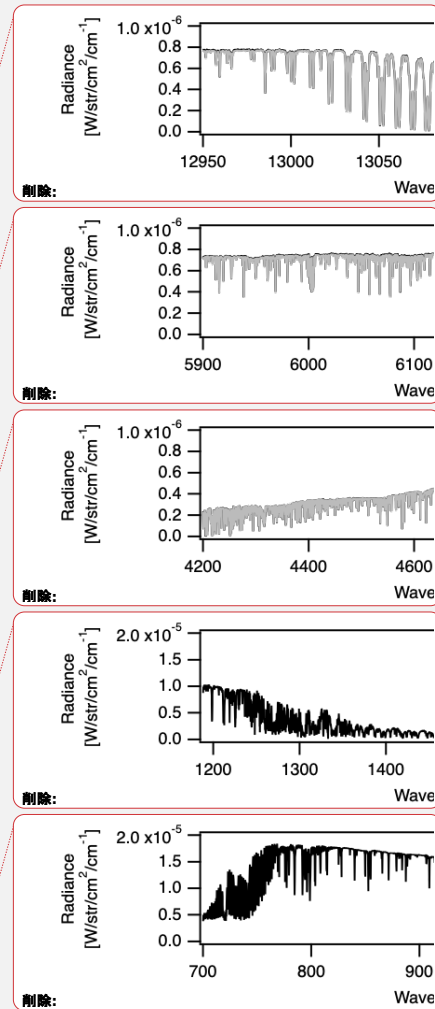 1.0 x10⁻⁶
0.8
0.6
0.4
0.2
0.0
Radiance
[W/str/cm²/cm⁻¹]
12950 13000 13050
Wave
削除:
1.0 x10⁻⁶
0.8
0.6
0.4
0.2
0.0
Radiance
[W/str/cm²/cm⁻¹]
5900 6000 6100
Wave
削除:
1.0 x10⁻⁶
0.8
0.6
0.4
0.2
0.0
Radiance
[W/str/cm²/cm⁻¹]
4200 4400 4600
Wave
削除:
2.0 x10⁻⁵
1.5
1.0
0.5
0.0
Radiance
[W/str/cm²/cm⁻¹]
1200 1300 1400
Wave
削除:
2.0 x10⁻⁵
1.5
1.0
0.5
0.0
Radiance
[W/str/cm²/cm⁻¹]
700 800 900
Wave
削除: